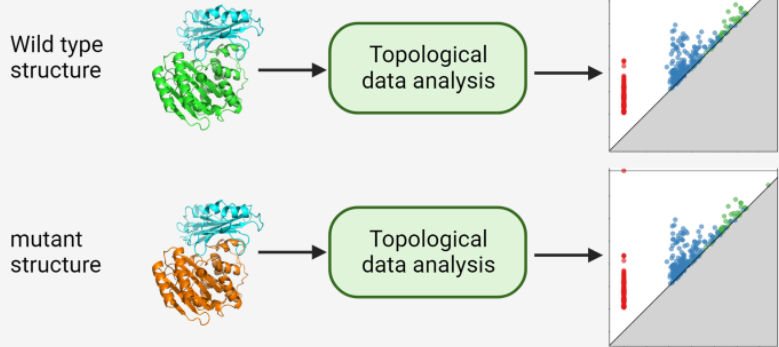 Wild type
structure
Topological
data analysis
mutant
structure
Topological
data analysis